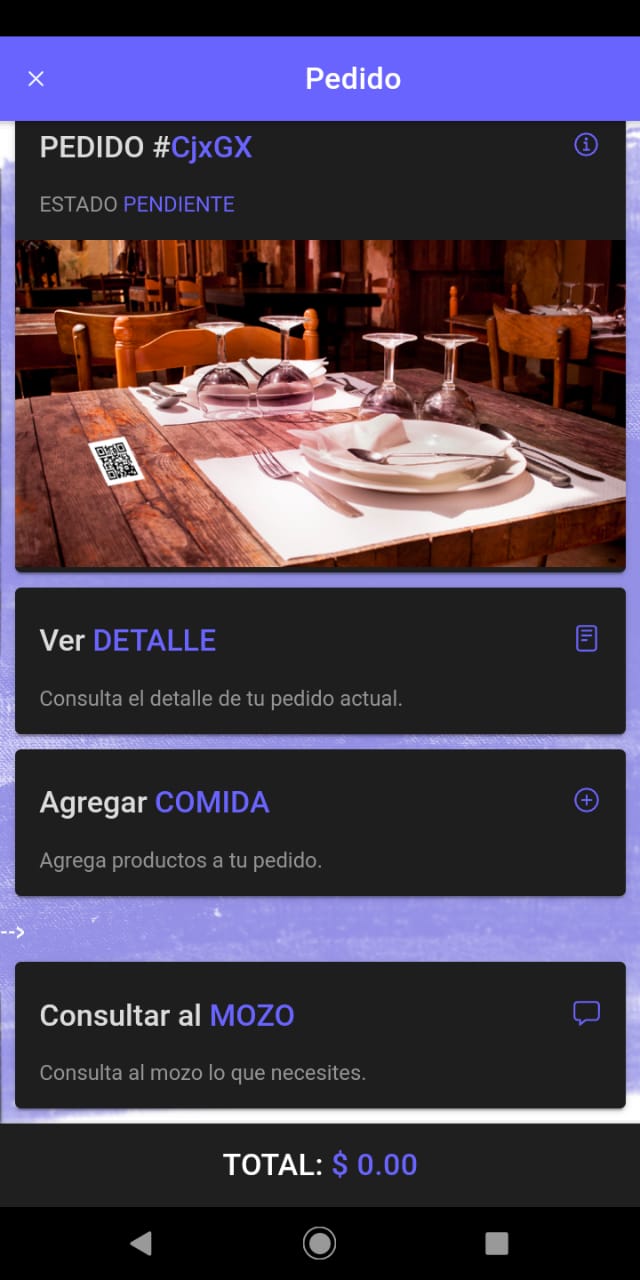 Pedido
PEDIDO #CjxGX
ESTADO PENDIENTE
Ver DETALLE
Consulta el detalle de tu pedido actual.
Agregar COMIDA
Agrega productos a tu pedido.
-->
Consultar al MOZO
Consulta al mozo lo que necesites.
TOTAL: $ 0.00